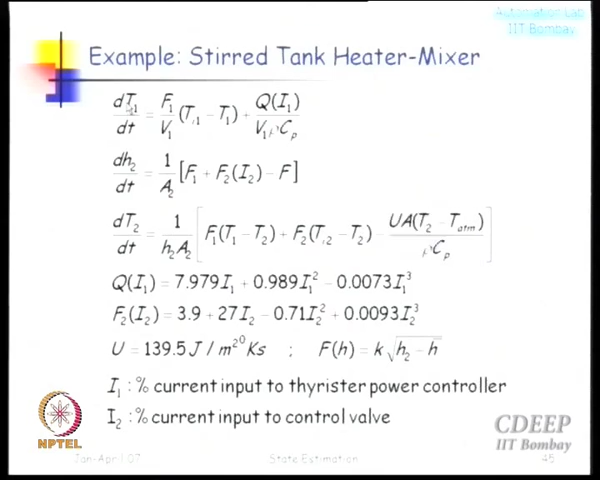 Automation Lab
IIT Bombay
Example: Stirred Tank Heater-Mixer
dT₁/dt = F₁/V₁ (Tᵢ₁ − T₁) + Q(I₁)/(V₁ρC_p)
dh₂/dt = 1/A₂ [F₁ + F₂(I₂) − F]
dT₂/dt = 1/(h₂A₂) [F₁(T₁ − T₂) + F₂(Tᵢ₂ − T₂) − UA(T₂ − T_atm)/(ρC_p)]
Q(I₁) = 7.979I₁ + 0.989I₁² − 0.0073I₁³
F₂(I₂) = 3.9 + 27I₂ − 0.71I₂² + 0.0093I₂³
U = 139.5 J / m²⁰Ks ; F(h) = k√(h₂ − h)
I₁ : % current input to thyrister power controller
I₂ : % current input to control valve
NPTEL
CDEEP
IIT Bombay
Jan-April 07
State Estimation
45